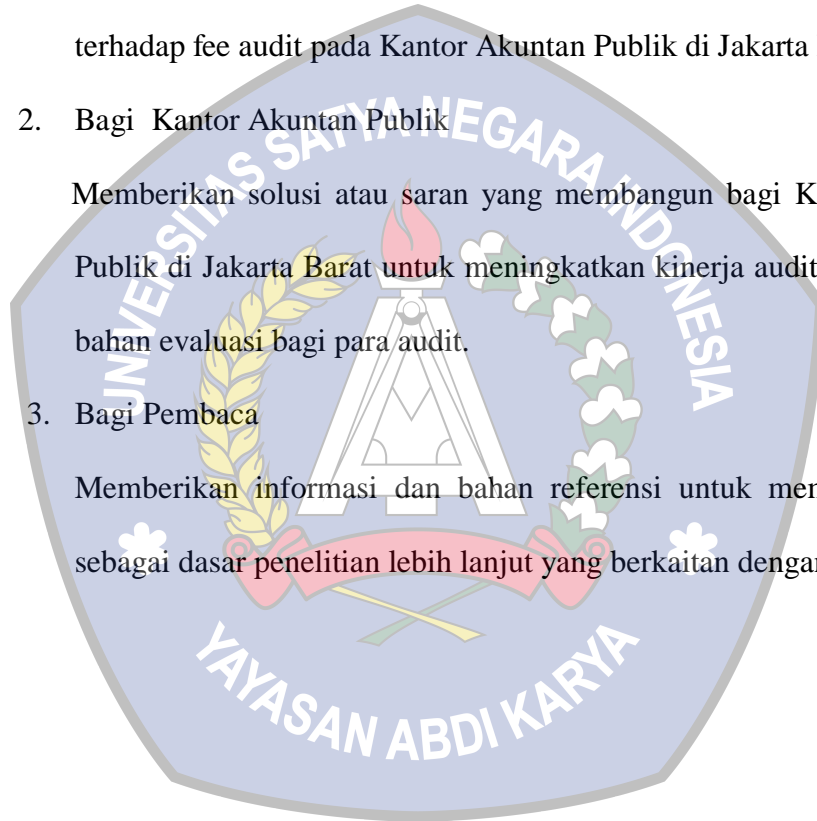 terhadap fee audit pada Kantor Akuntan Publik di Jakarta
2. Bagi Kantor Akuntan Publik
Memberikan solusi atau saran yang membangun bagi K
Publik di Jakarta Barat untuk meningkatkan kinerja audit
bahan evaluasi bagi para audit.
3. Bagi Pembaca
Memberikan informasi dan bahan referensi untuk men
sebagai dasar penelitian lebih lanjut yang berkaitan dengan
UNIVERSITAS SATYA NEGARA INDONESIA
YAYASAN ABDI KARYA